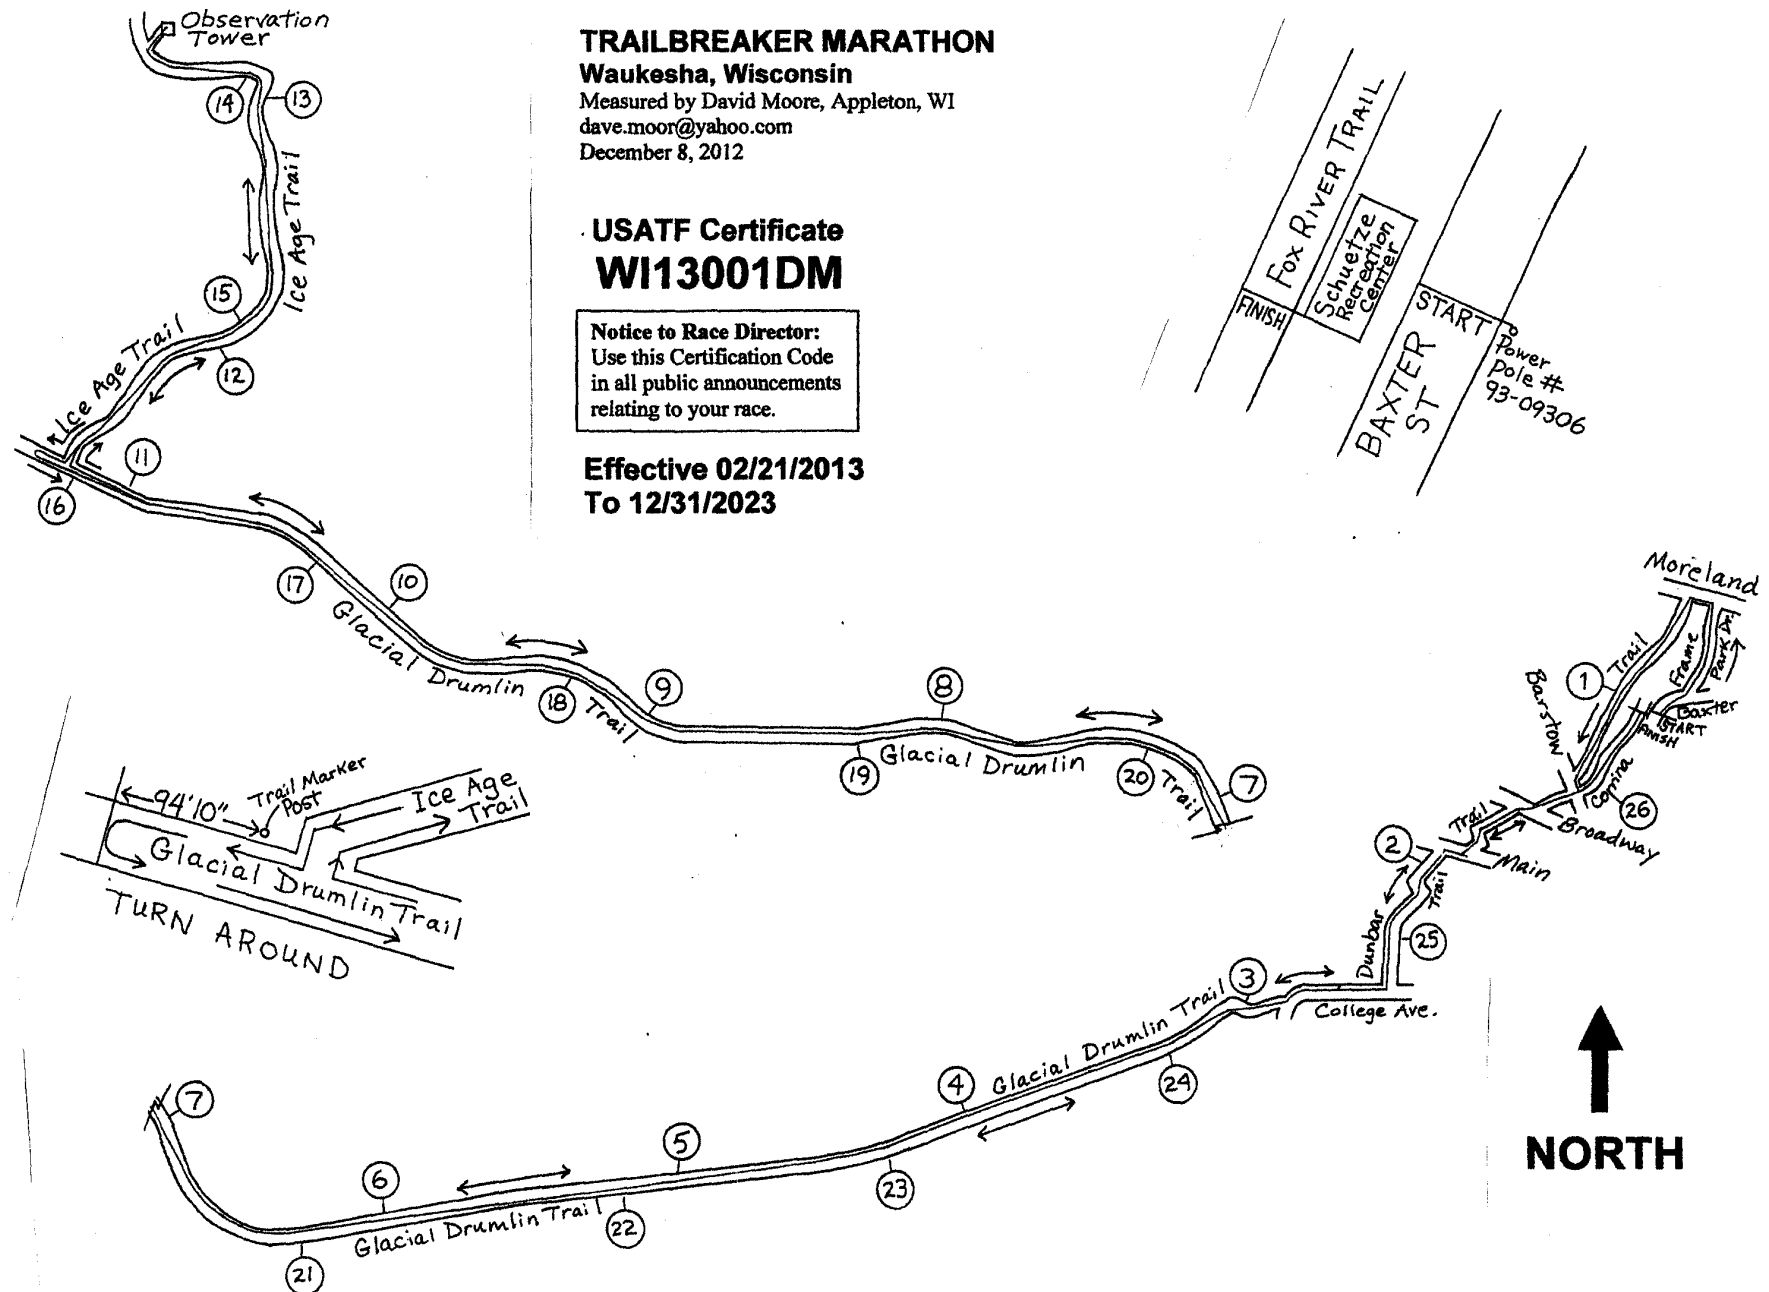 Observation
Tower
14
13
Ice Age Trail
15
Ice Age Trail
12
11
16
TRAILBREAKER MARATHON
Waukesha, Wisconsin
Measured by David Moore, Appleton, WI
dave.moor@yahoo.com
December 8, 2012
USATF Certificate
WI13001DM
Notice to Race Director:
Use this Certification Code
in all public announcements
relating to your race.
Effective 02/21/2013
To 12/31/2023
FOX RIVER TRAIL
Schuetze
Recreation
Center
FINISH
START
BAXTER
ST
Power
Pole #
93-09306
17
10
Glacial Drumlin Trail
18
9
8
19
Glacial Drumlin Trail
20
7
Moreland
Trail
Frame
Park Dr.
1
Barstow
Baxter
START
FINISH
Corrina
26
Broadway
Trail
Main
2
Trail
Dunbar
25
3
College Ave.
94'10"
Trail Marker
Post
Ice Age
Trail
Glacial Drumlin Trail
TURN AROUND
7
6
5
4
Glacial Drumlin Trail
24
23
Glacial Drumlin Trail
22
21
NORTH